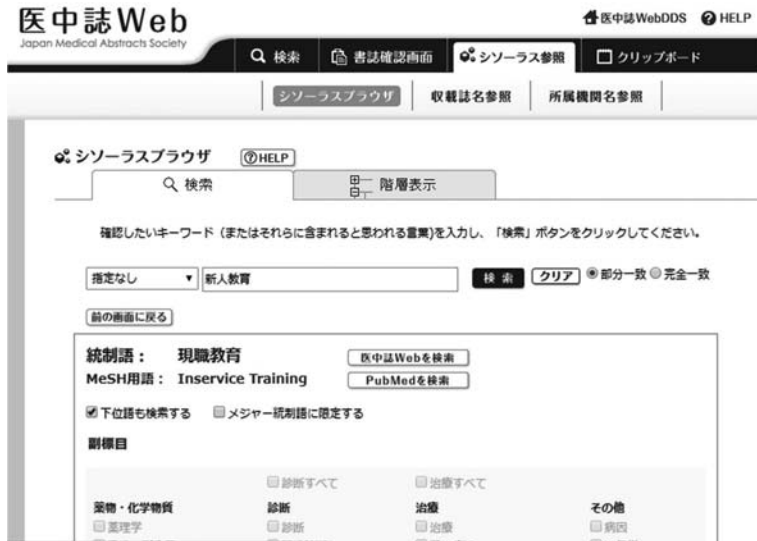 医中誌Web
Japan Medical Abstracts Society
医中誌WebDDS HELP
検索 書誌確認画面 シソーラス参照 クリップボード
シソーラスブラウザ 収載誌名参照 所属機関名参照
シソーラスブラウザ HELP
検索 階層表示
確認したいキーワード（またはそれらに含まれると思われる言葉)を入力し、「検索」ボタンをクリックしてください。
指定なし 新人教育 検索 クリア 部分一致 完全一致
前の画面に戻る
統制語： 現職教育 医中誌Webを検索
MeSH用語： Inservice Training PubMedを検索
下位語も検索する メジャー統制語に限定する
副標目
診断すべて 治療すべて
薬物・化学物質 診断 治療 その他
薬理学 診断 治療 病因